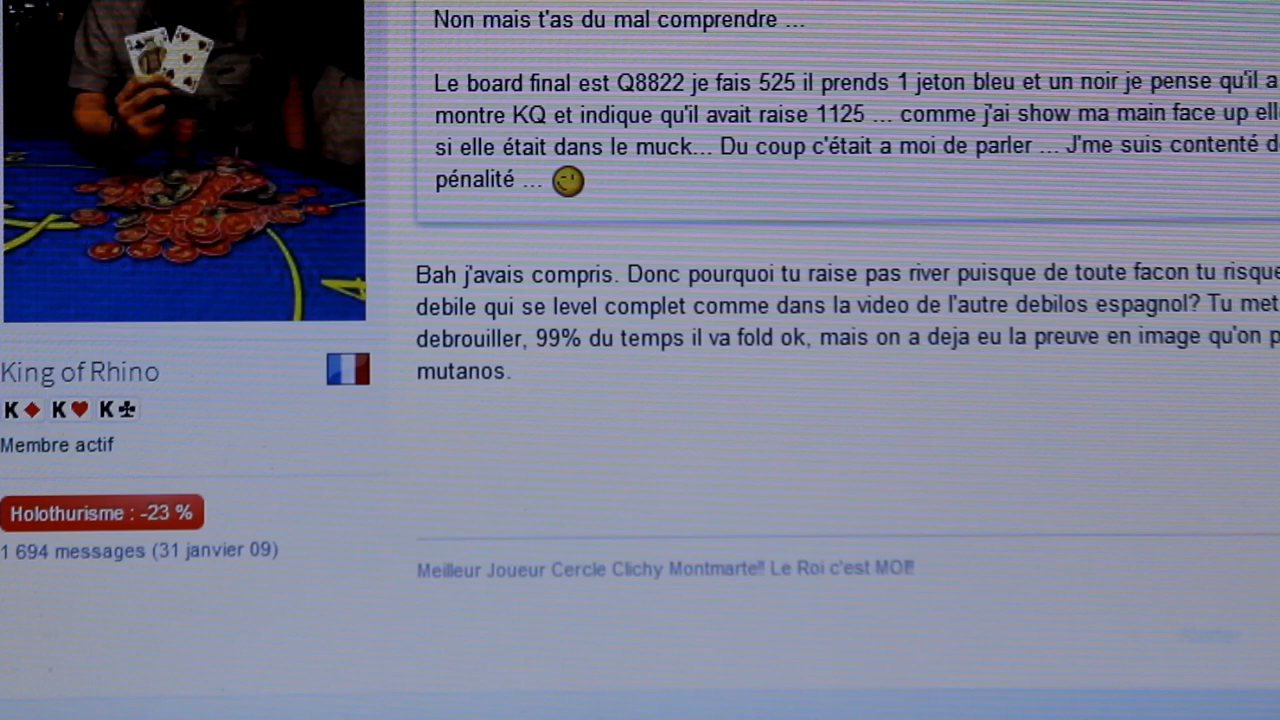 Non mais t'as du mal comprendre ...
Le board final est Q8822 je fais 525 il prends 1 jeton bleu et un noir je pense qu'il a
montre KQ et indique qu'il avait raise 1125 ... comme j'ai show ma main face up
si elle était dans le muck... Du coup c'était a moi de parler ... J'me suis contenté
pénalité ...
Bah j'avais compris. Donc pourquoi tu raise pas river puisque de toute facon tu
debile qui se level complet comme dans la video de l'autre debilos espagnol? Tu
debrouiller, 99% du temps il va fold ok, mais on a deja eu la preuve en image qu'on
mutanos.
King of Rhino
K♦ K♥ K♣
Membre actif
Holothurisme : -23 %
1 694 messages (31 janvier 09)
Meilleur Joueur Cercle Clichy Montmarte!! Le Roi c'est MOI!!